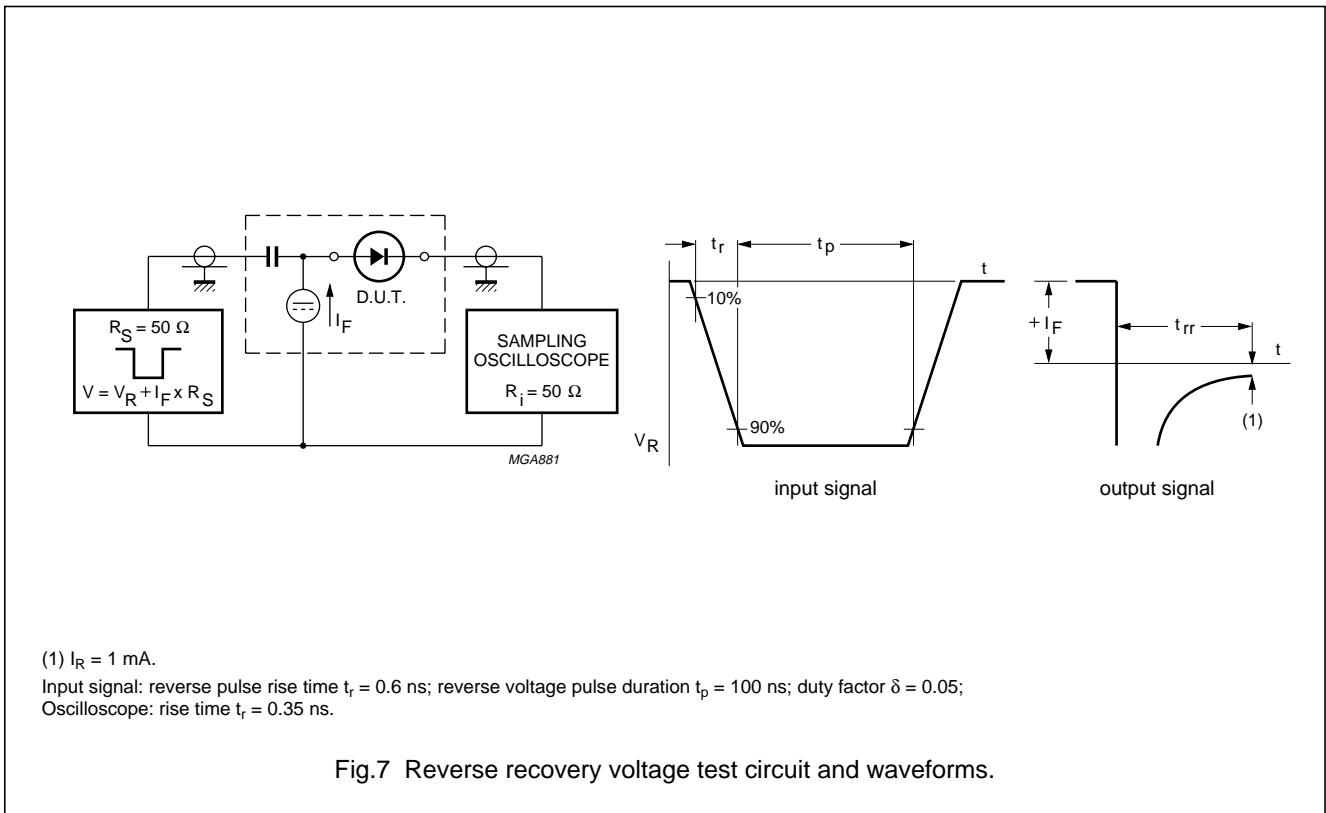 R_S = 50 Ω
V = V_R + I_F x R_S
I_F
D.U.T.
SAMPLING
OSCILLOSCOPE
R_i = 50 Ω
MGA881
t_r
t_p
t
10%
90%
V_R
input signal
+ I_F
t_rr
t
(1)
output signal
(1) I_R = 1 mA.
Input signal: reverse pulse rise time t_r = 0.6 ns; reverse voltage pulse duration t_p = 100 ns; duty factor δ = 0.05;
Oscilloscope: rise time t_r = 0.35 ns.
Fig.7 Reverse recovery voltage test circuit and waveforms.